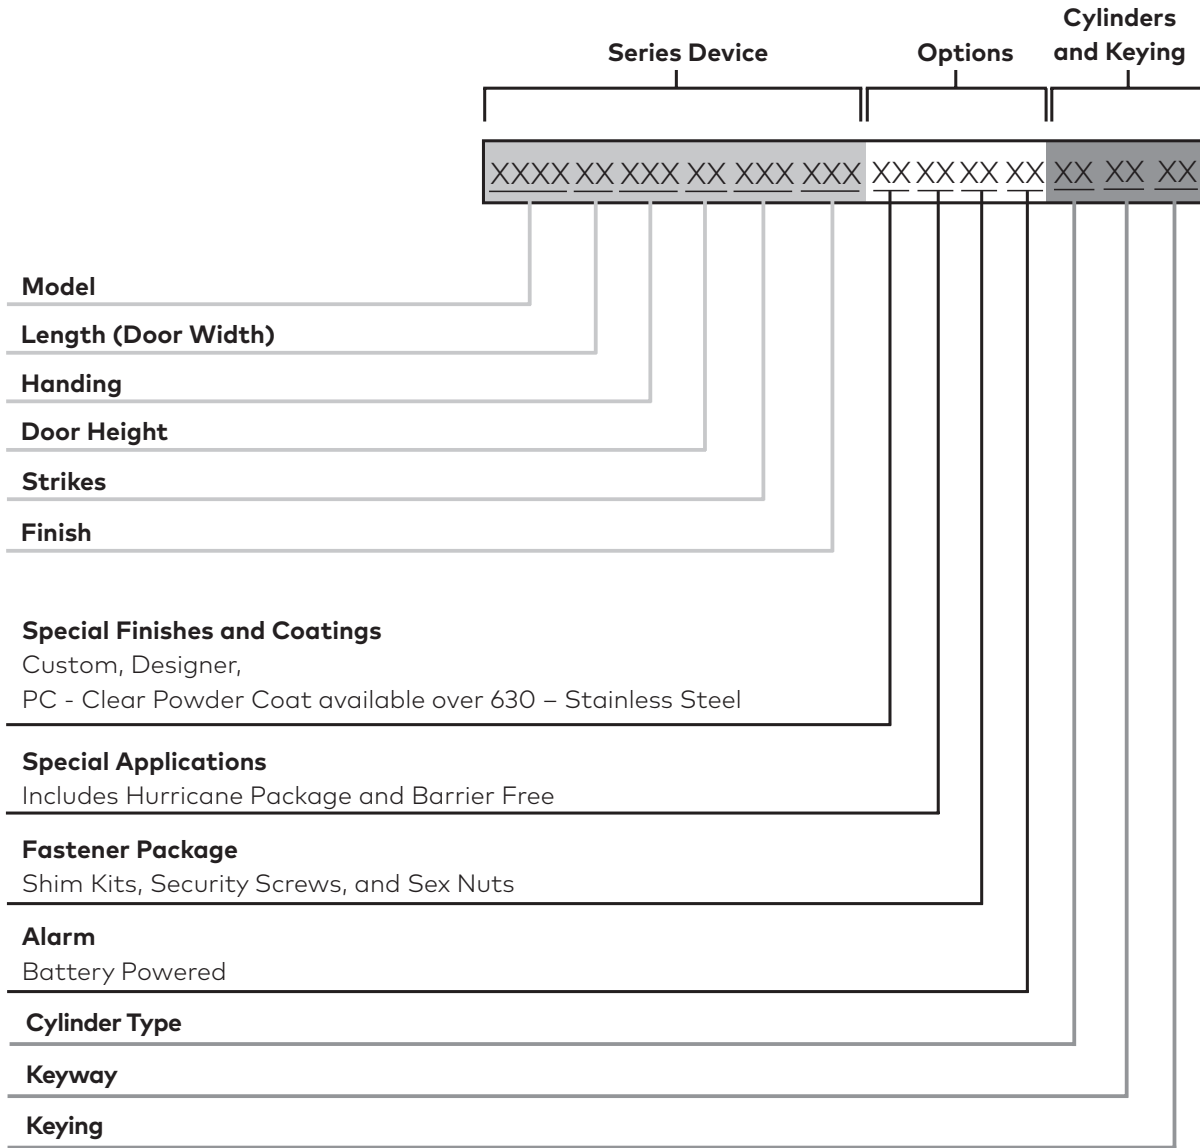 Cylinders
Series Device Options and Keying
XXXX XX XXX XX XXX XXX XX XX XX XX XX XX XX
Model
Length (Door Width)
Handing
Door Height
Strikes
Finish
Special Finishes and Coatings
Custom, Designer,
PC - Clear Powder Coat available over 630 – Stainless Steel
Special Applications
Includes Hurricane Package and Barrier Free
Fastener Package
Shim Kits, Security Screws, and Sex Nuts
Alarm
Battery Powered
Cylinder Type
Keyway
Keying